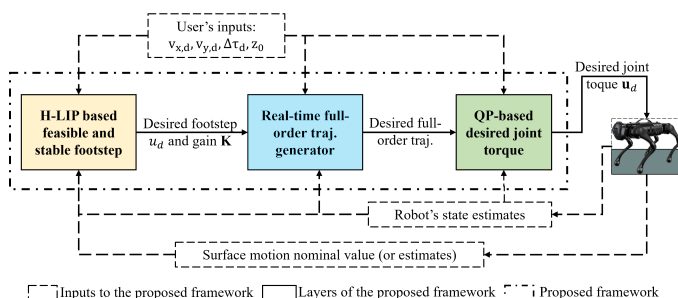 User's inputs:
v_{x,d}, v_{y,d}, Δτ_d, z_0
H-LIP based
feasible and
stable footstep
Desired footstep
u_d and gain K
Real-time full-
order traj.
generator
Desired full-
order traj.
QP-based
desired joint
torque
Desired joint
toque u_d
Robot's state estimates
Surface motion nominal value (or estimates)
Inputs to the proposed framework
Layers of the proposed framework
Proposed framework